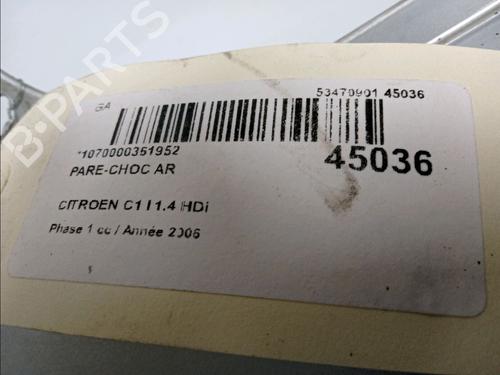 GA
53470901 45036
*1070000351952
45036
PARE-CHOC AR
CITROEN C1 I 1.4 HDi
Phase 1 cc / Année 2006
B-PARTS